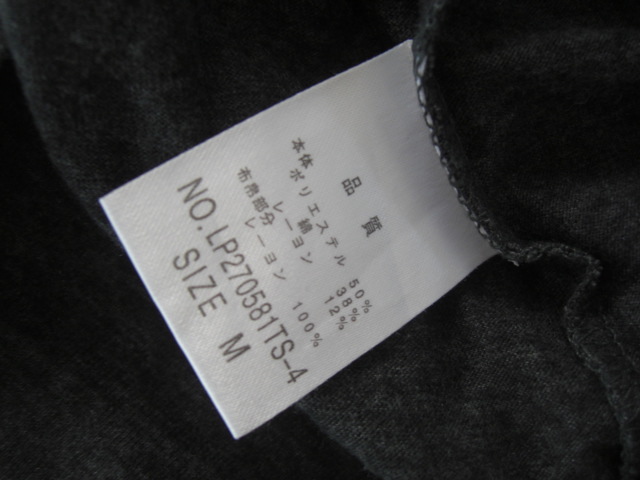 品質
本体 ポリエステル 50%
綿 38%
レーヨン 12%
布帛部分 レーヨン 100%
NO.LP270581TS-4
SIZE M